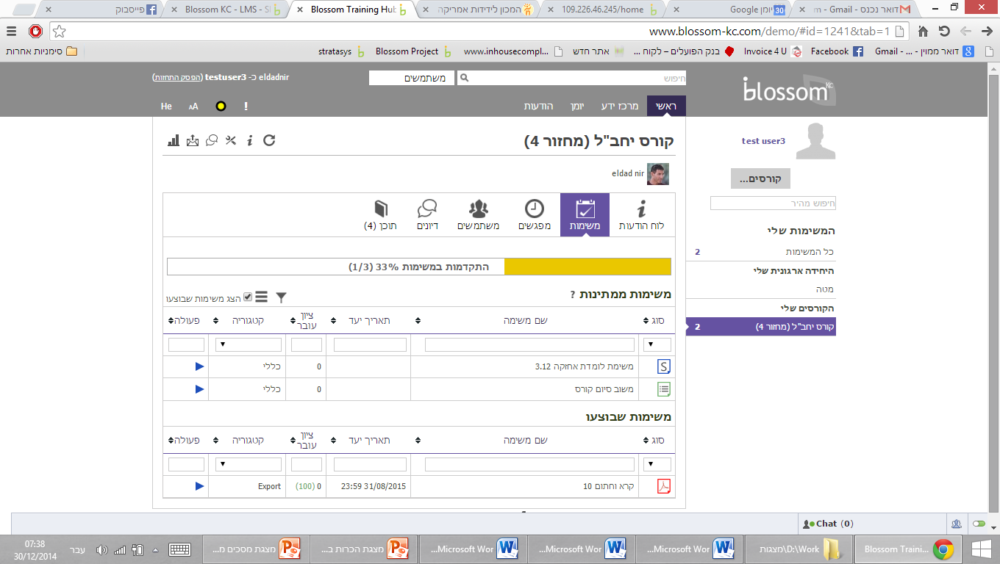 פייסבוק
Blossom KC - LMS - Sl
Blossom Training Hub
המכון לידידות אמריקה
109.226.46.245/home
יומן Google
דואר נכנס - Gmail - m
www.blossom-kc.com/demo/#id=1241&tab=1
סימניות אחרות
stratasys
Blossom Project
www.inhousecompl...
אתר חדש
בנק הפועלים – לקוח ...
Invoice 4 U
Facebook
דואר ממוין - ... - Gmail
eldadnir כ- testuser3 (הפסק התחזות)
משתמשים
חיפוש
blossom KC
He
AA
!
ראשי
מרכז ידע
יומן
הודעות
קורס יחב"ל (מחזור 4)
eldad nir
test user3
קורסים...
חיפוש מהיר
המשימות שלי
כל המשימות 2
היחידה ארגונית שלי
מטה
הקורסים שלי
קורס יחב"ל (מחזור 4) 2
לוח הודעות
משימות
מפגשים
משתמשים
דיונים
תוכן (4)
התקדמות במשימות 33% (1/3)
משימות ממתינות ?
הצג משימות שבוצעו
סוג שם משימה תאריך יעד ציון עובר קטגוריה פעולה
משימת לומדת אחזקה 3.12 0 כללי
משוב סיום קורס 0 כללי
משימות שבוצעו
סוג שם משימה תאריך יעד ציון עובר קטגוריה פעולה
קרא וחתום 10 31/08/2015 23:59 0 (100) Export
Chat (0)
07:38
30/12/2014
עבר
מצגת מסכים מ...
מצגת הכרות ב...
Microsoft Wor...
Microsoft Wor...
Microsoft Wor...
D:\Work\מצגות
Blossom Traini...